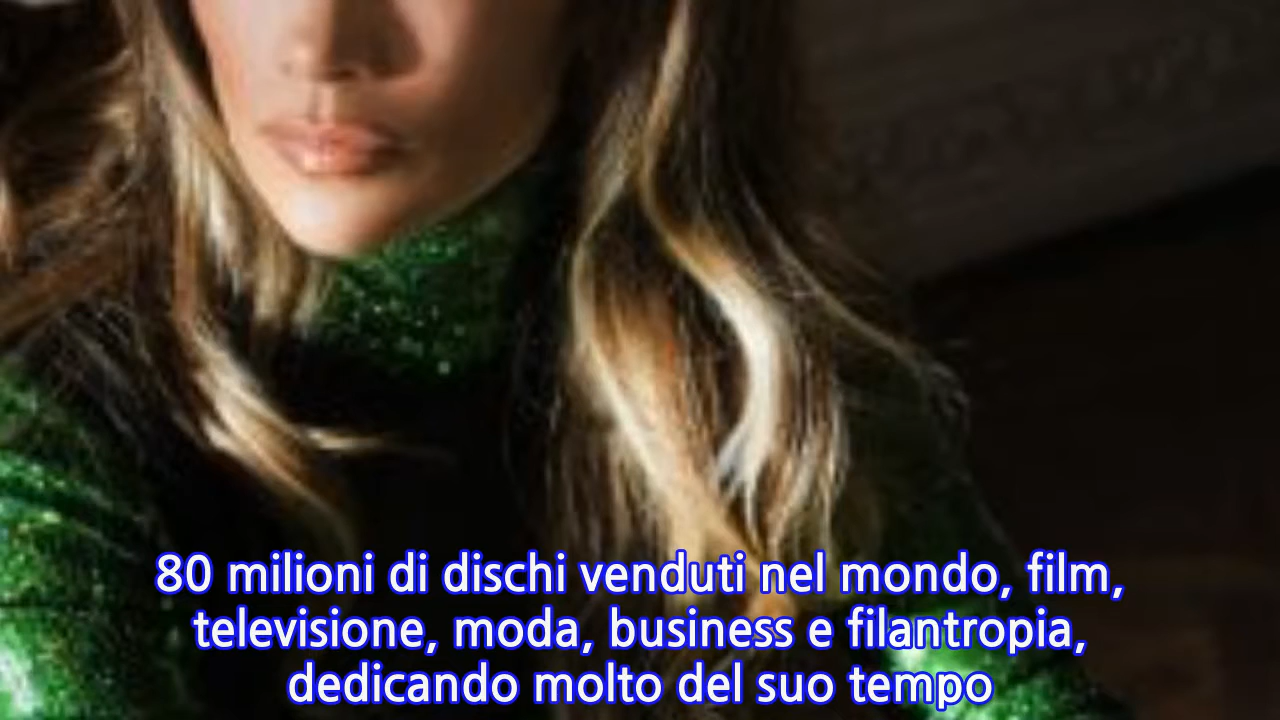 80 milioni di dischi venduti nel mondo, film,
televisione, moda, business e filantropia,
dedicando molto del suo tempo